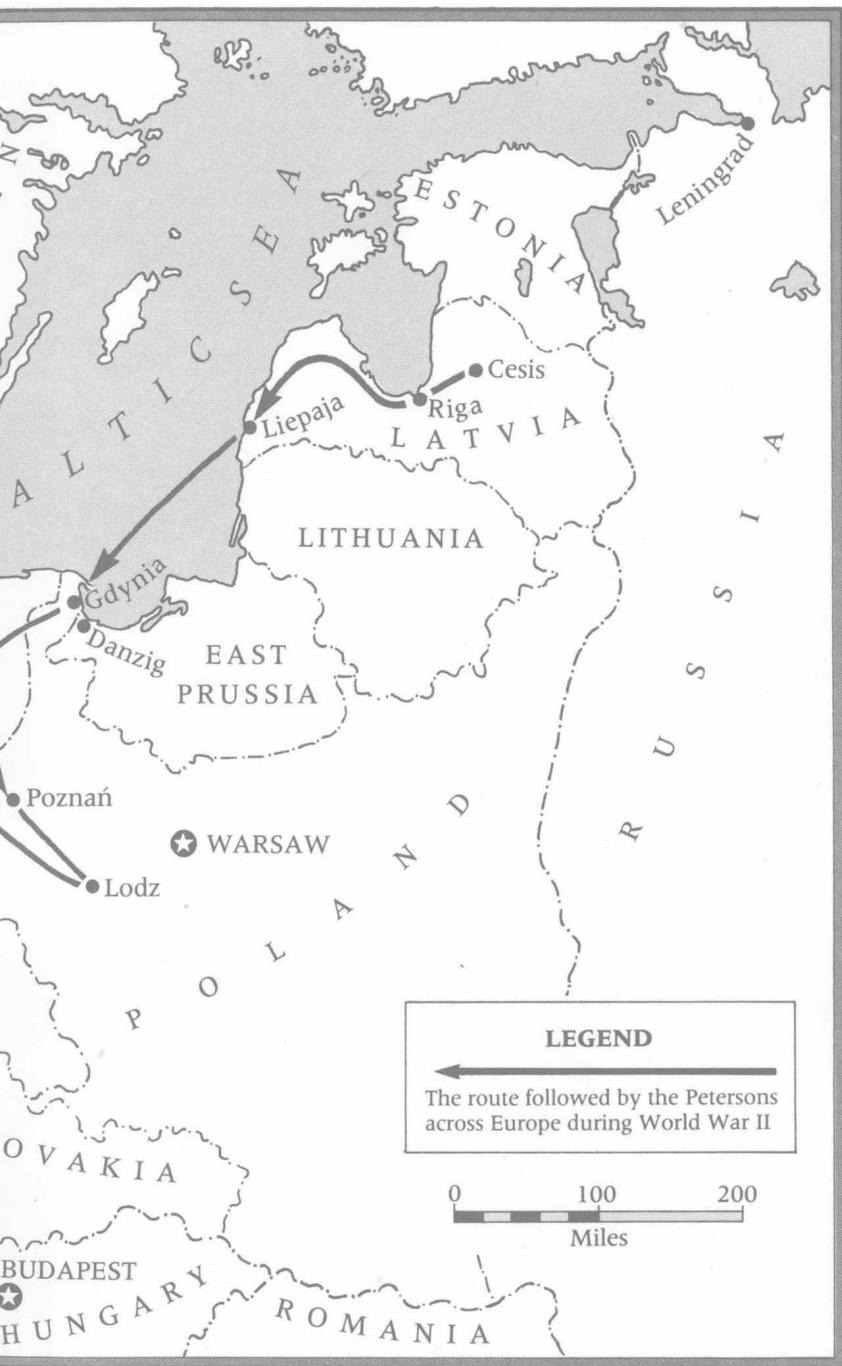 N
BALTIC SEA
ESTONIA
Leningrad
Cesis
Riga
Liepaja
LATVIA
LITHUANIA
RUSSIA
Gdynia
Danzig
EAST
PRUSSIA
Poznań
WARSAW
Lodz
POLAND
LEGEND
The route followed by the Petersons
across Europe during World War II
0 100 200
Miles
OVAKIA
BUDAPEST
HUNGARY
ROMANIA